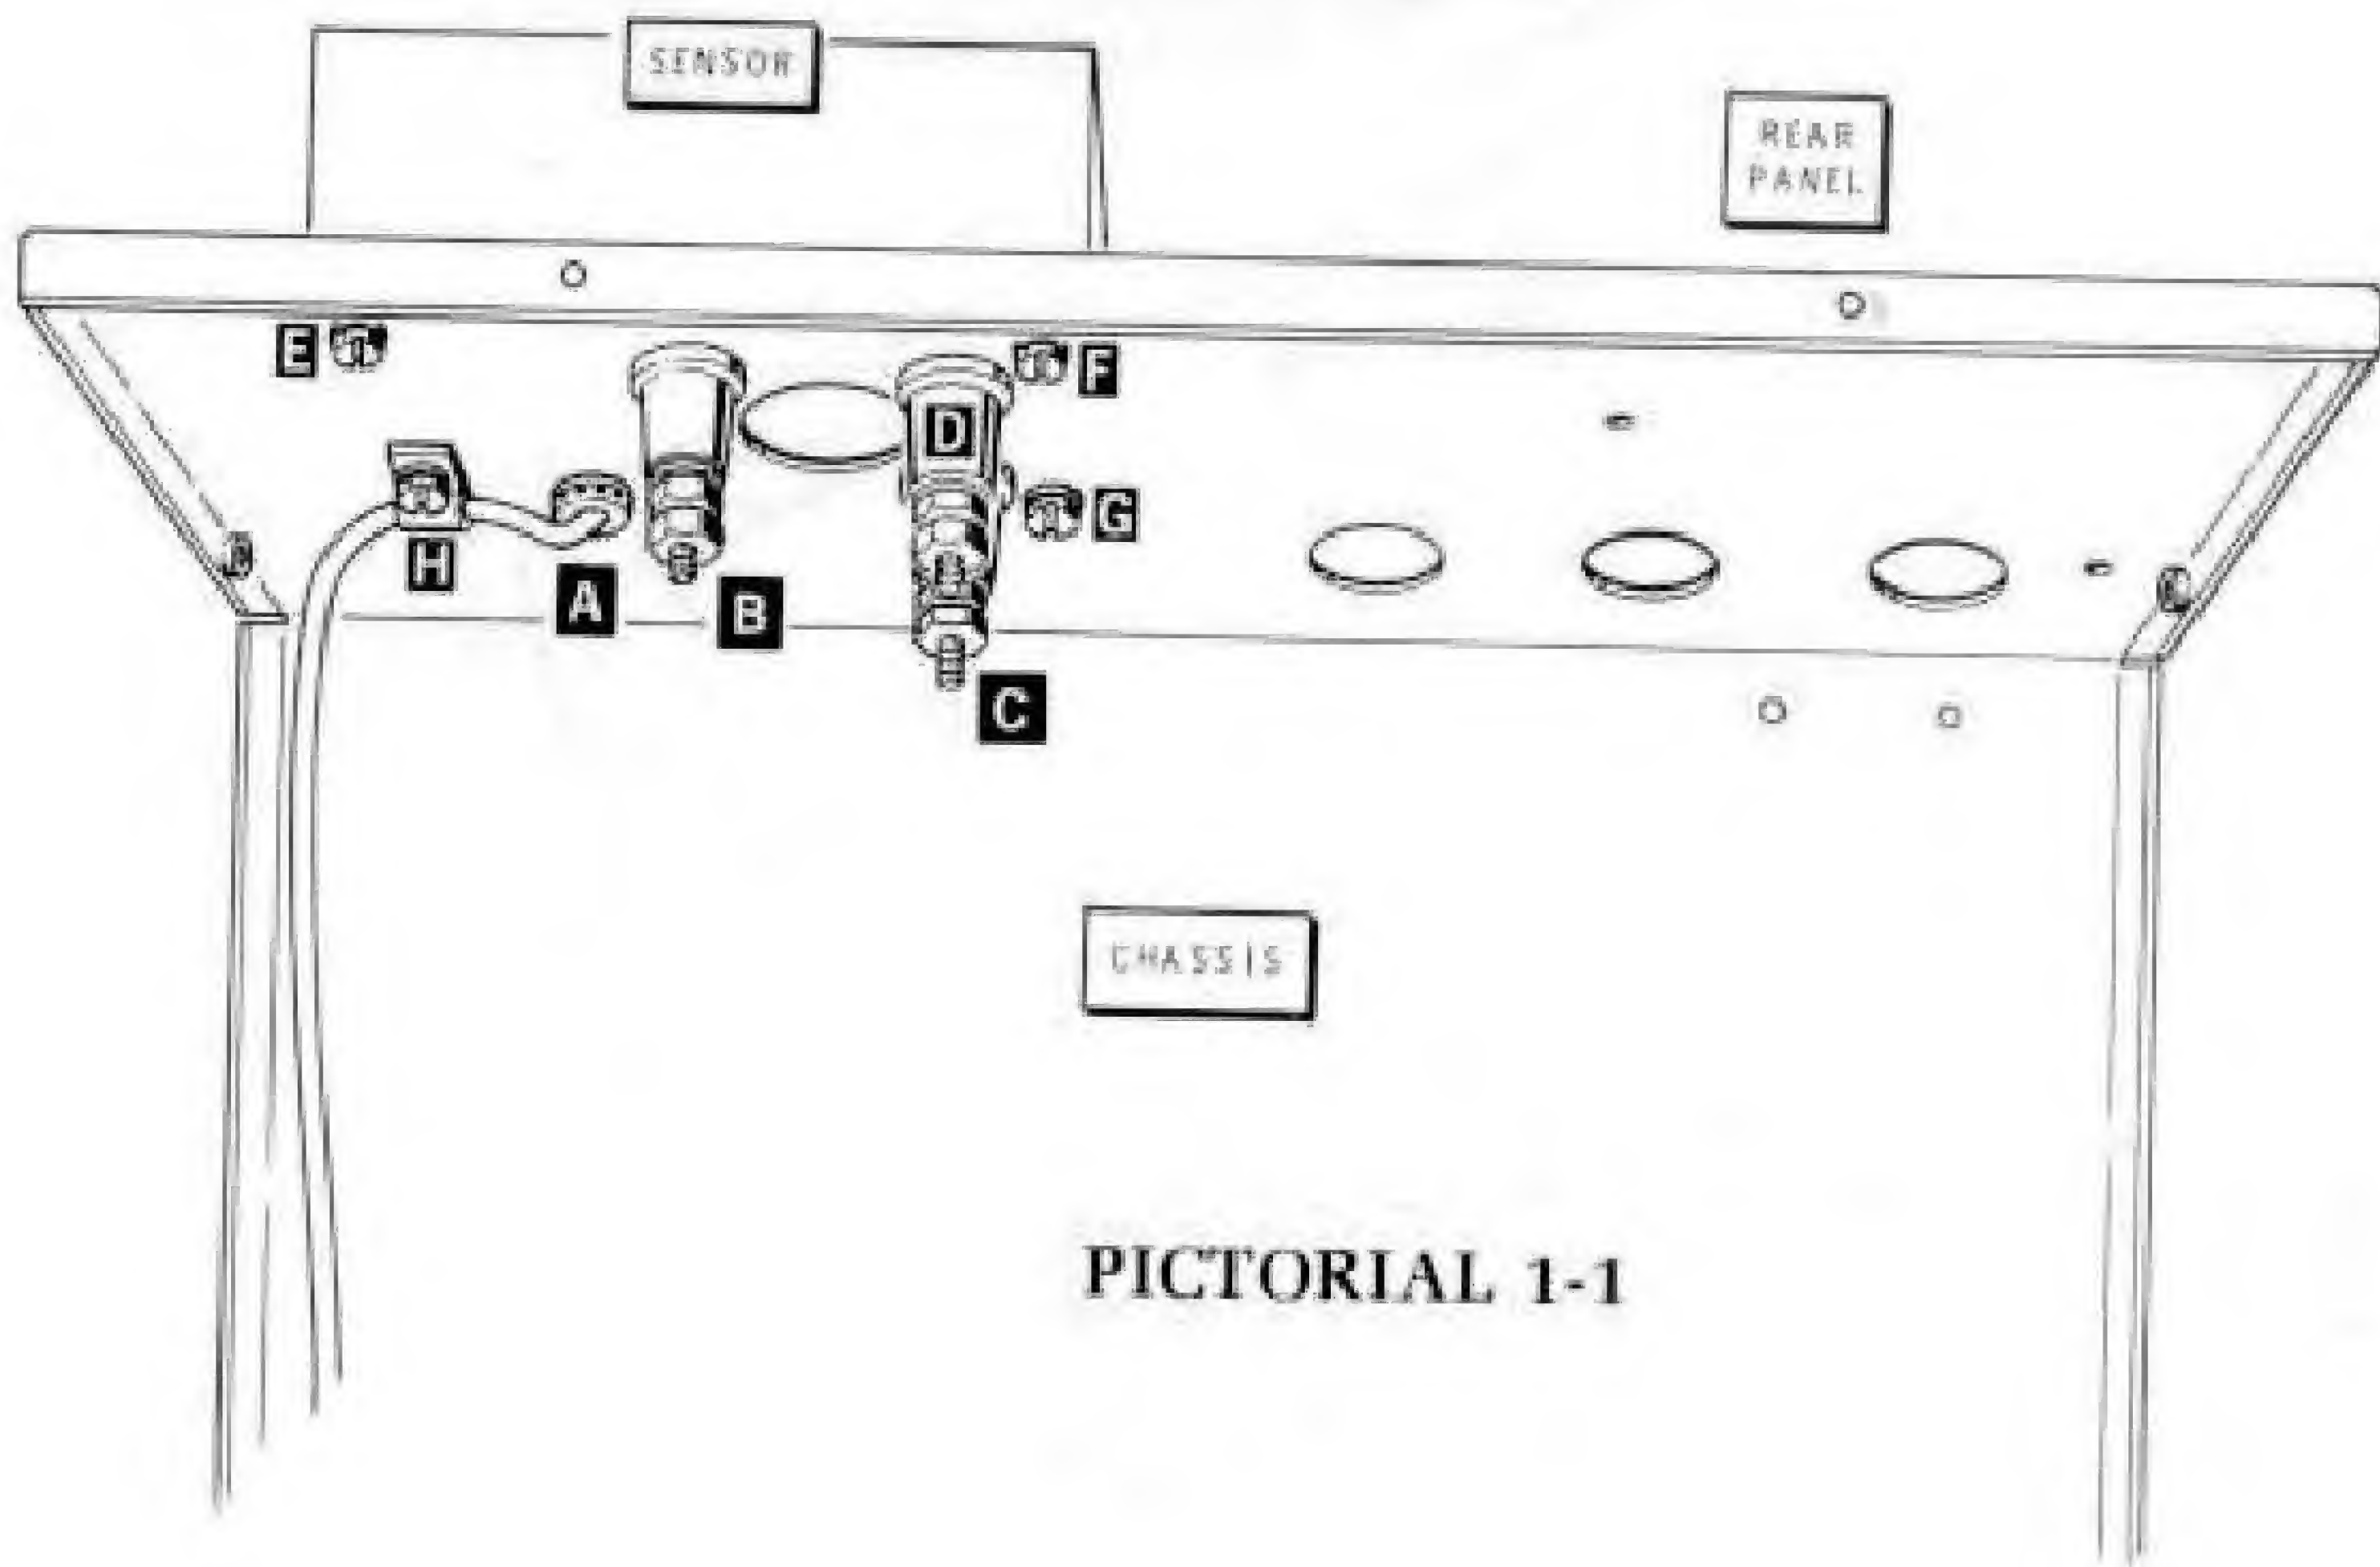 SENSOR
REAR
PANEL
E
F
D
G
H
A
B
C
CHASSIS
PICTORIAL 1-1